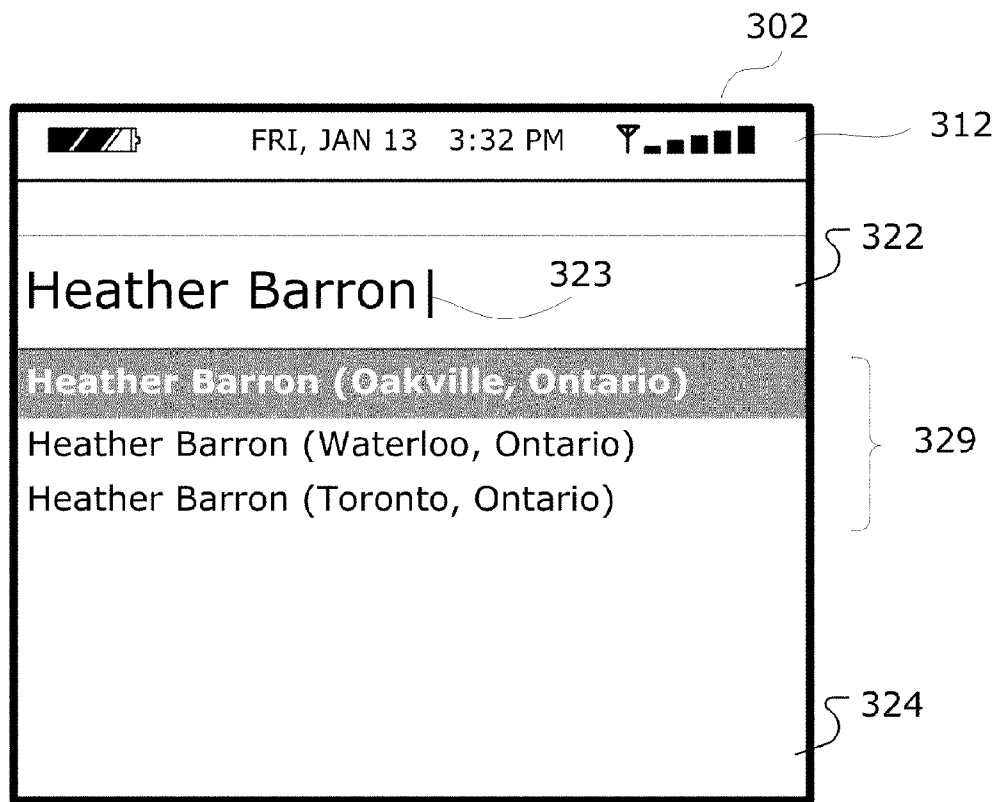 302
FRI, JAN 13 3:32 PM
312
322
Heather Barron
323
Heather Barron (Oakville, Ontario)
Heather Barron (Waterloo, Ontario)
329
Heather Barron (Toronto, Ontario)
324